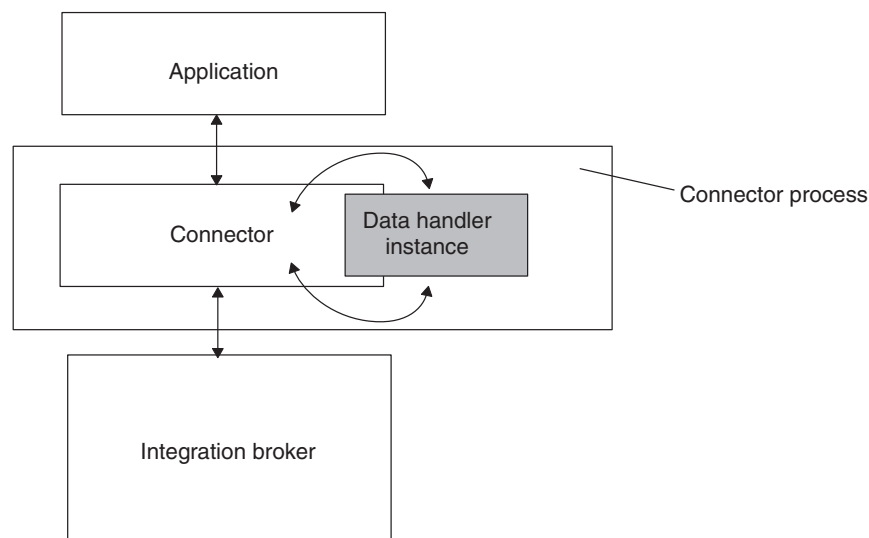 Application
Connector process
Connector
Data handler
instance
Integration broker